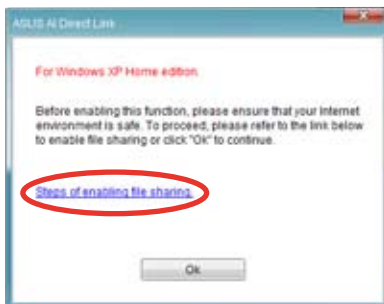 ASUS AI Direct Link
For Windows XP Home edition.
Before enabling this function, please ensure that your Internet
environment is safe. To proceed, please refer to the link below
to enable file sharing or click "Ok" to continue.
Steps of enabling file sharing.
Ok